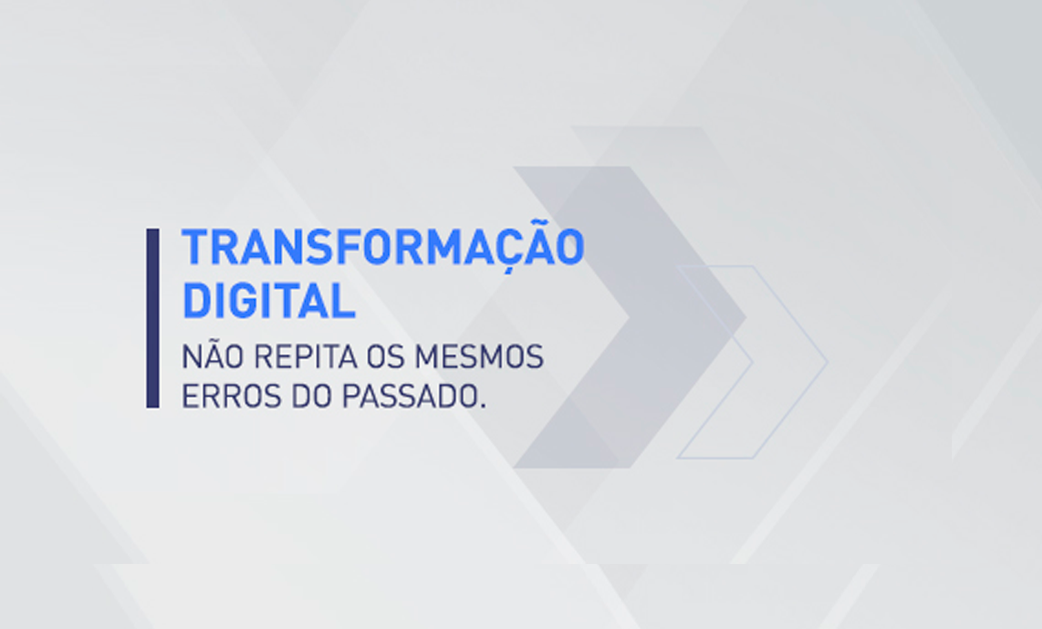 TRANSFORMAÇÃO
DIGITAL
NÃO REPITA OS MESMOS
ERROS DO PASSADO.